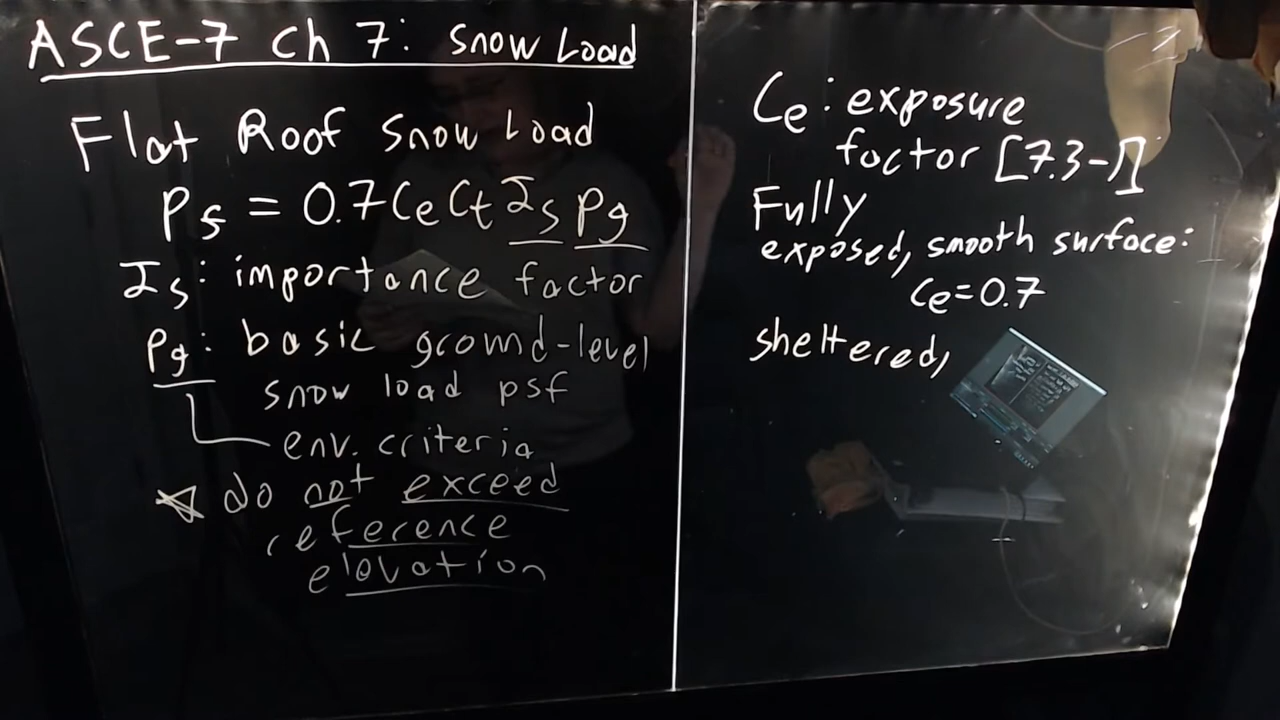 ASCE-7 Ch 7: Snow Load
Flat Roof Snow Load
Ps = 0.7CeCtIsPg
Is: importance factor
Pg: basic ground-level
snow load psf
env. criteria
do not exceed
reference
elevation
Ce: exposure
factor [7.3-1]
Fully
exposed, smooth surface:
Ce=0.7
sheltered,